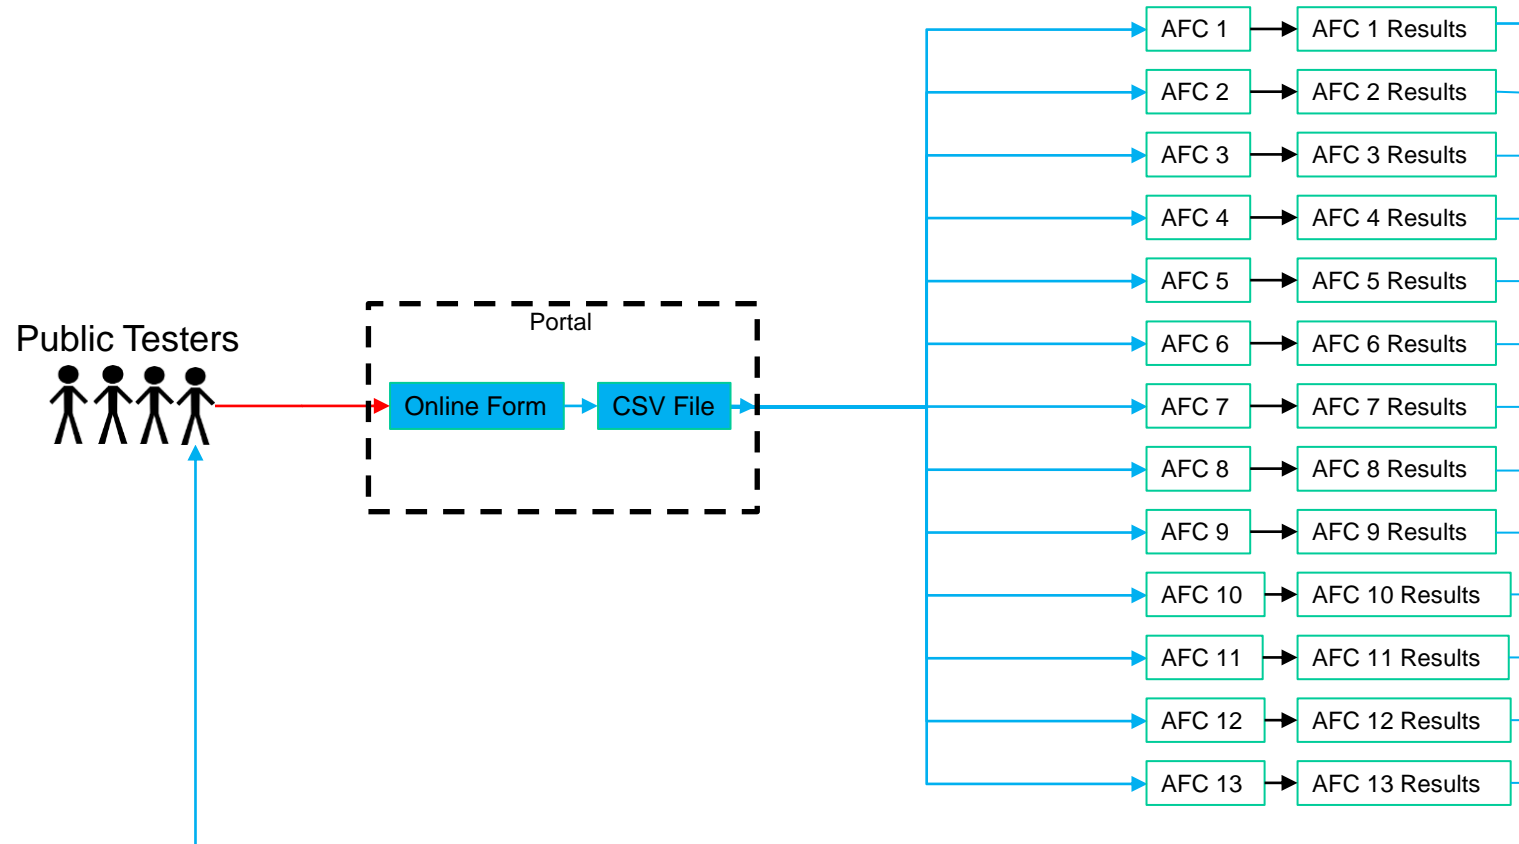 Public Testers
Portal
Online Form
CSV File
AFC 1
AFC 1 Results
AFC 2
AFC 2 Results
AFC 3
AFC 3 Results
AFC 4
AFC 4 Results
AFC 5
AFC 5 Results
AFC 6
AFC 6 Results
AFC 7
AFC 7 Results
AFC 8
AFC 8 Results
AFC 9
AFC 9 Results
AFC 10
AFC 10 Results
AFC 11
AFC 11 Results
AFC 12
AFC 12 Results
AFC 13
AFC 13 Results